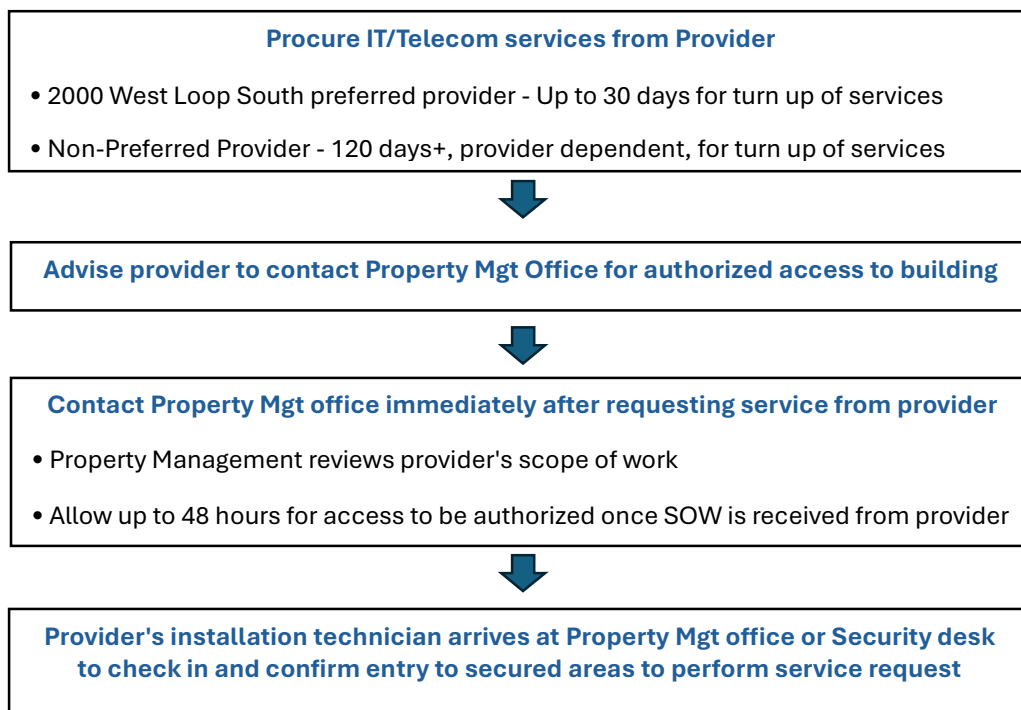 Procure IT/Telecom services from Provider
• 2000 West Loop South preferred provider - Up to 30 days for turn up of services
• Non-Preferred Provider - 120 days+, provider dependent, for turn up of services
Advise provider to contact Property Mgt Office for authorized access to building
Contact Property Mgt office immediately after requesting service from provider
• Property Management reviews provider's scope of work
• Allow up to 48 hours for access to be authorized once SOW is received from provider
Provider's installation technician arrives at Property Mgt office or Security desk
to check in and confirm entry to secured areas to perform service request